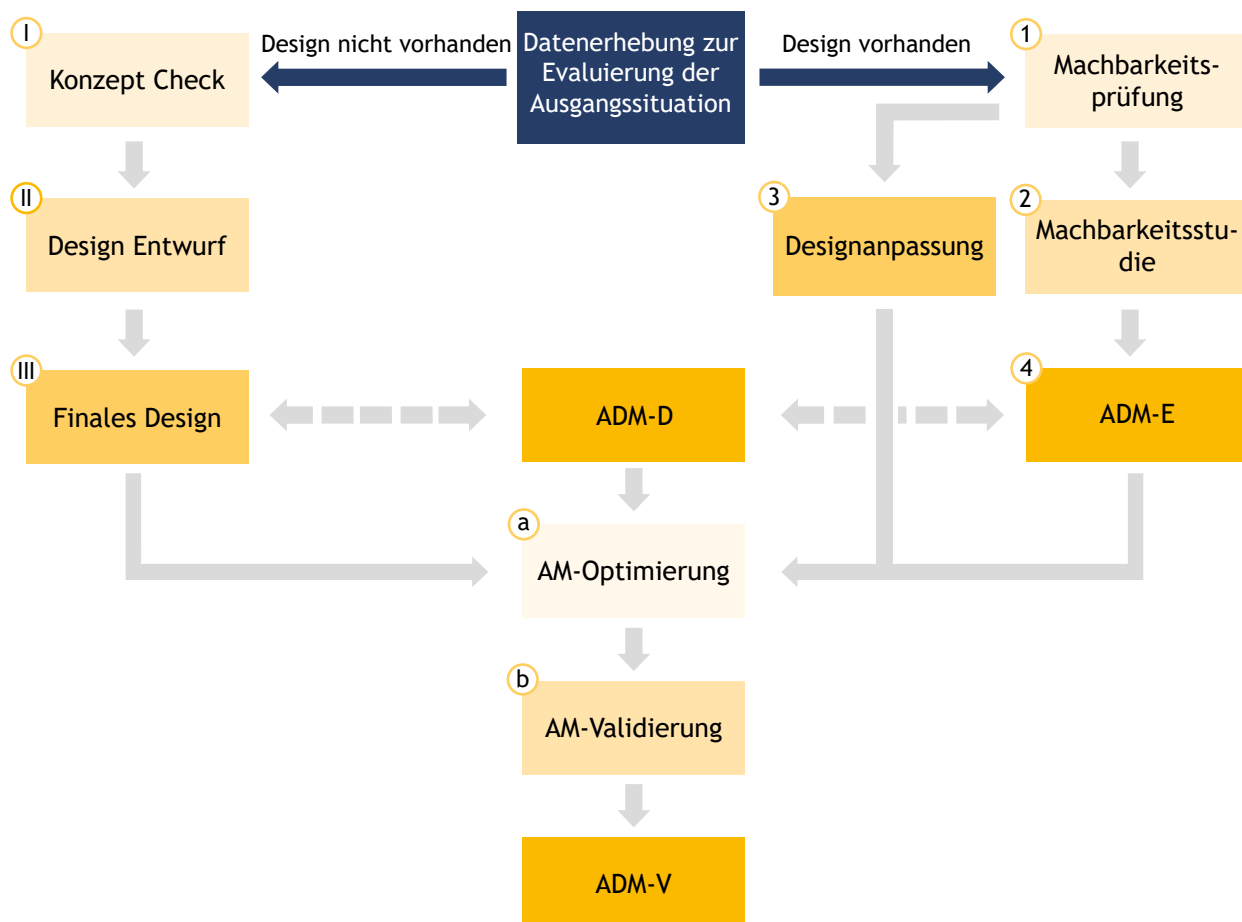 I
Konzept Check
Design nicht vorhanden
Datenerhebung zur
Evaluierung der
Ausgangssituation
Design vorhanden
1
Machbarkeits-
prüfung
II
Design Entwurf
3
Designanpassung
2
Machbarkeitsstu-
die
III
Finales Design
ADM-D
4
ADM-E
a
AM-Optimierung
b
AM-Validierung
ADM-V